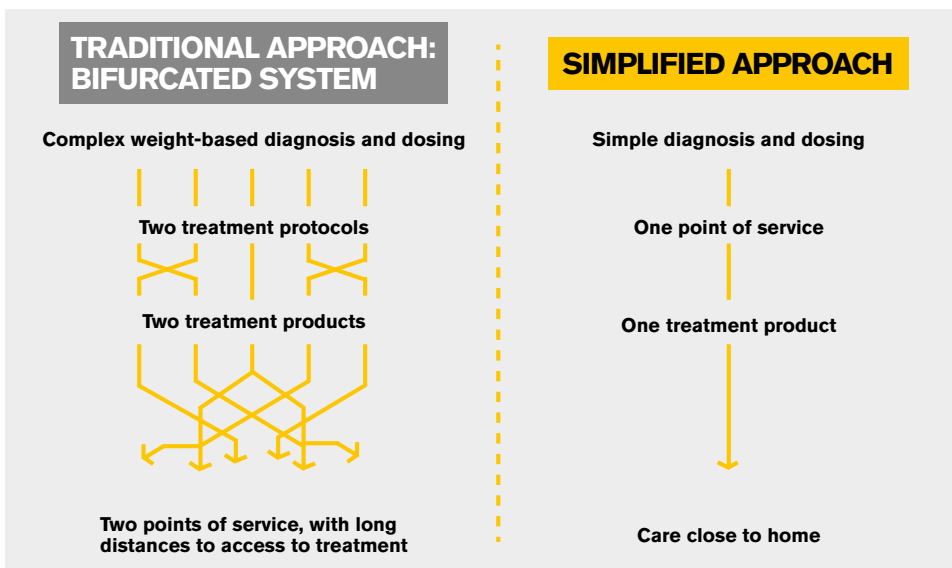 TRADITIONAL APPROACH:
BIFURCATED SYSTEM
Complex weight-based diagnosis and dosing
Two treatment protocols
Two treatment products
Two points of service, with long
distances to access to treatment
SIMPLIFIED APPROACH
Simple diagnosis and dosing
One point of service
One treatment product
Care close to home